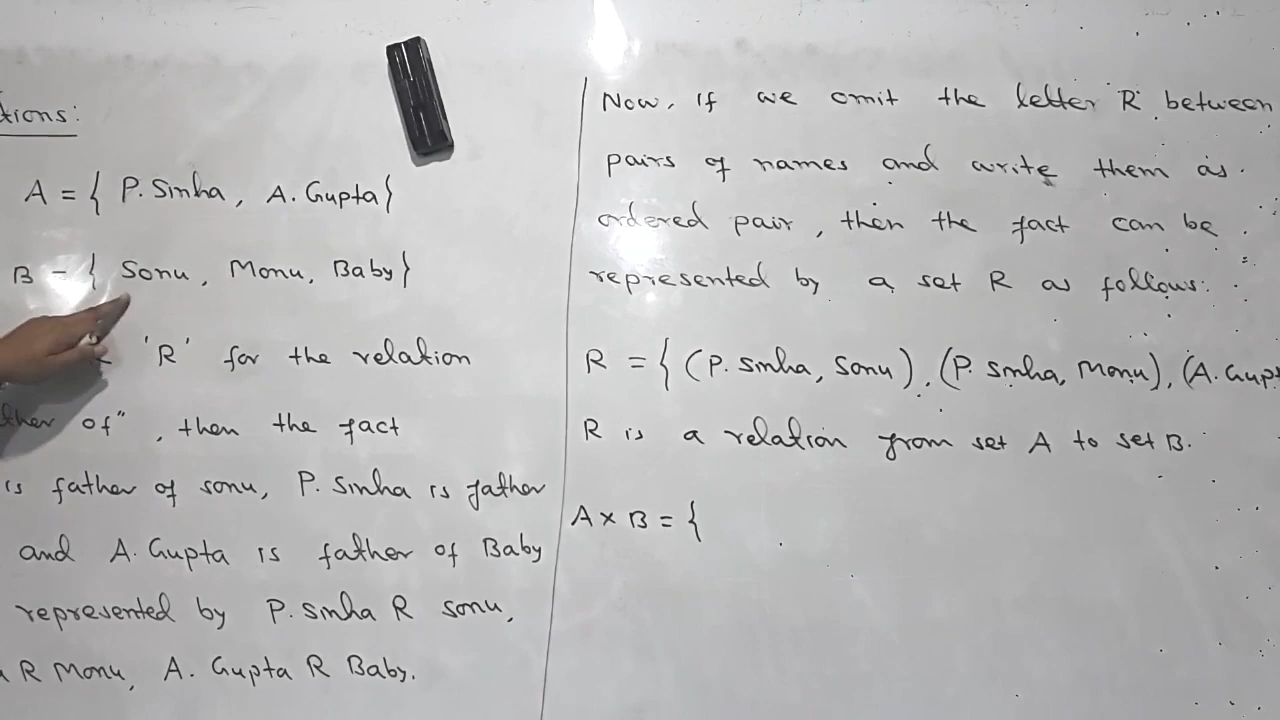 tions:
A = { P. Sinha, A. Gupta}
B = { Sonu, Monu, Baby}
'R' for the relation
ther of", then the fact
is father of sonu, P. Sinha is father
and A. Gupta is father of Baby
represented by P. Sinha R sonu,
R Monu, A. Gupta R Baby.
Now, if we omit the letter R between
pairs of names and write them as
ordered pair, then the fact can be
represented by a set R as follows:
R = { (P. Sinha, Sonu), (P. Sinha, Monu), (A. Gupt
R is a relation from set A to set B.
A × B = {